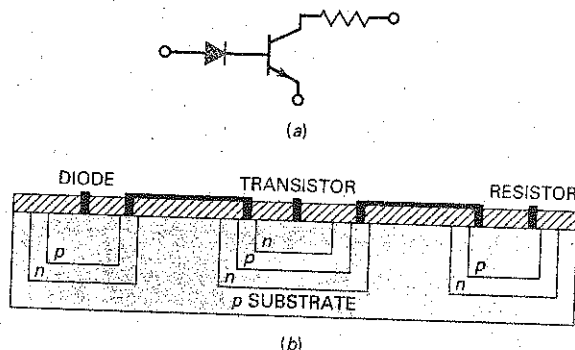 (a)
DIODE TRANSISTOR RESISTOR
n
p p p
n n n
p SUBSTRATE
(b)